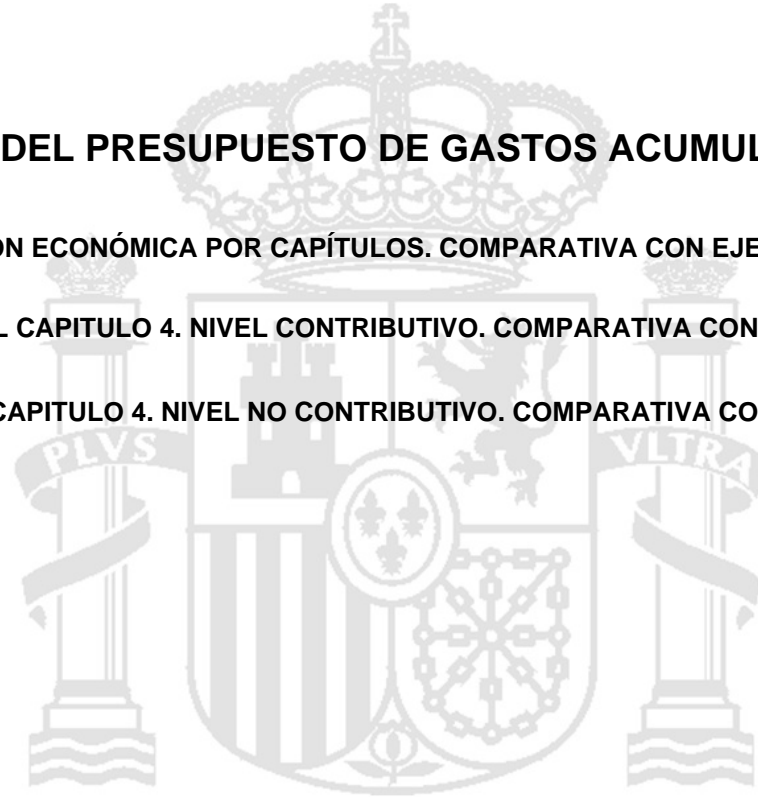 DEL PRESUPUESTO DE GASTOS ACUMUL
ÓN ECONÓMICA POR CAPÍTULOS. COMPARATIVA CON EJE
L CAPITULO 4. NIVEL CONTRIBUTIVO. COMPARATIVA CON
CAPITULO 4. NIVEL NO CONTRIBUTIVO. COMPARATIVA CO
PLVS VLTRA